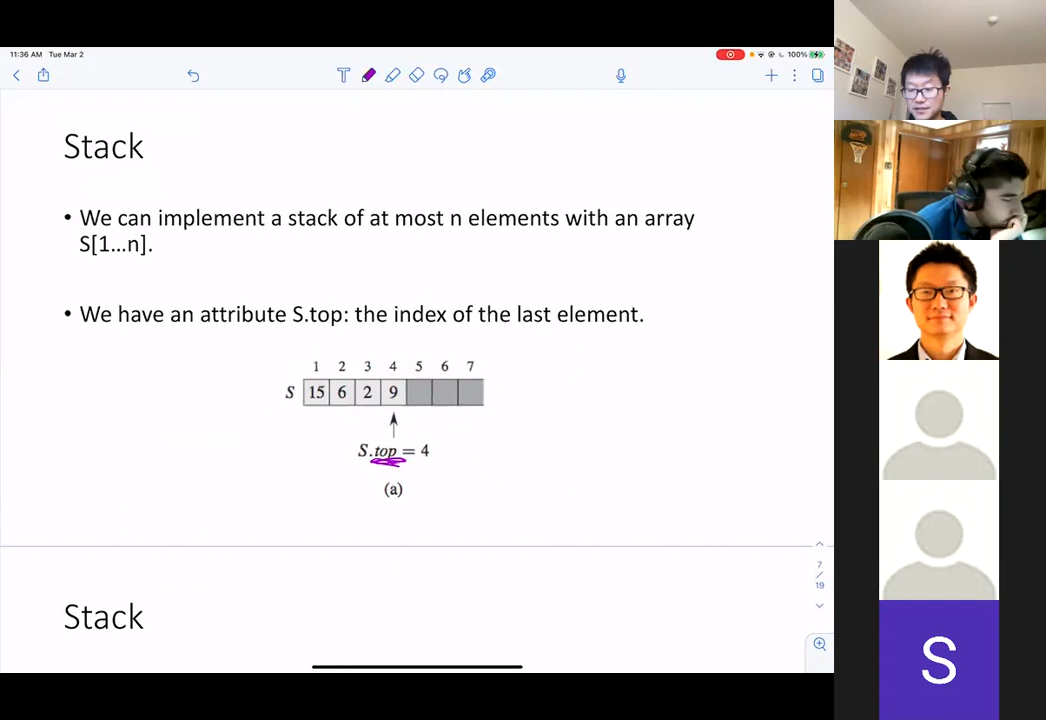 11:36 AM Tue Mar 2
100%
T
Stack
• We can implement a stack of at most n elements with an array
S[1...n].
• We have an attribute S.top: the index of the last element.
1 2 3 4 5 6 7
S 15 6 2 9
S.top = 4
(a)
7
/
19
Stack
S